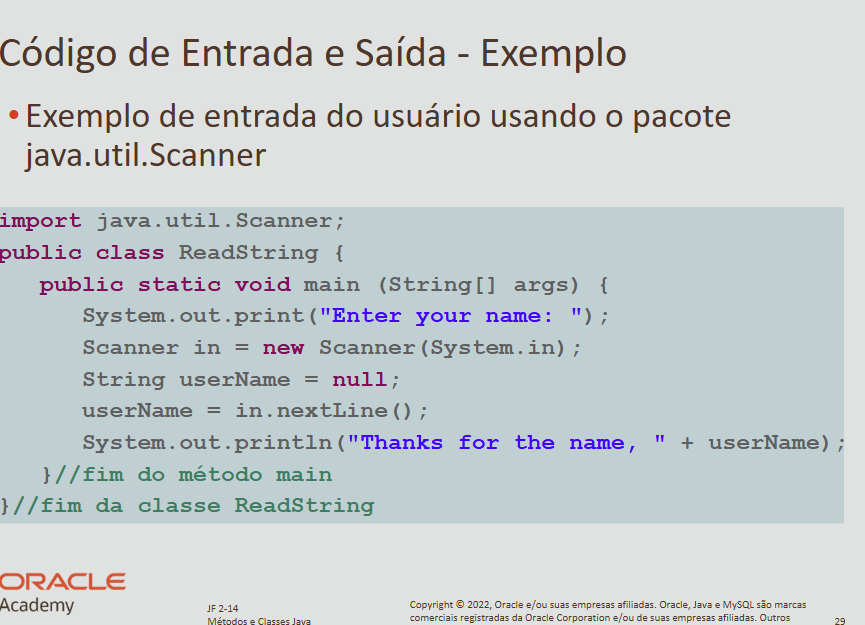 Código de Entrada e Saída - Exemplo
•Exemplo de entrada do usuário usando o pacote
java.util.Scanner
import java.util.Scanner;
public class ReadString {
   public static void main (String[] args) {
      System.out.print("Enter your name: ");
      Scanner in = new Scanner(System.in);
      String userName = null;
      userName = in.nextLine();
      System.out.println("Thanks for the name, " + userName);
   }//fim do método main
}//fim da classe ReadString
ORACLE
Academy
JF 2-14
Métodos e Classes Java
Copyright © 2022, Oracle e/ou suas empresas afiliadas. Oracle, Java e MySQL são marcas
comerciais registradas da Oracle Corporation e/ou de suas empresas afiliadas. Outros
29